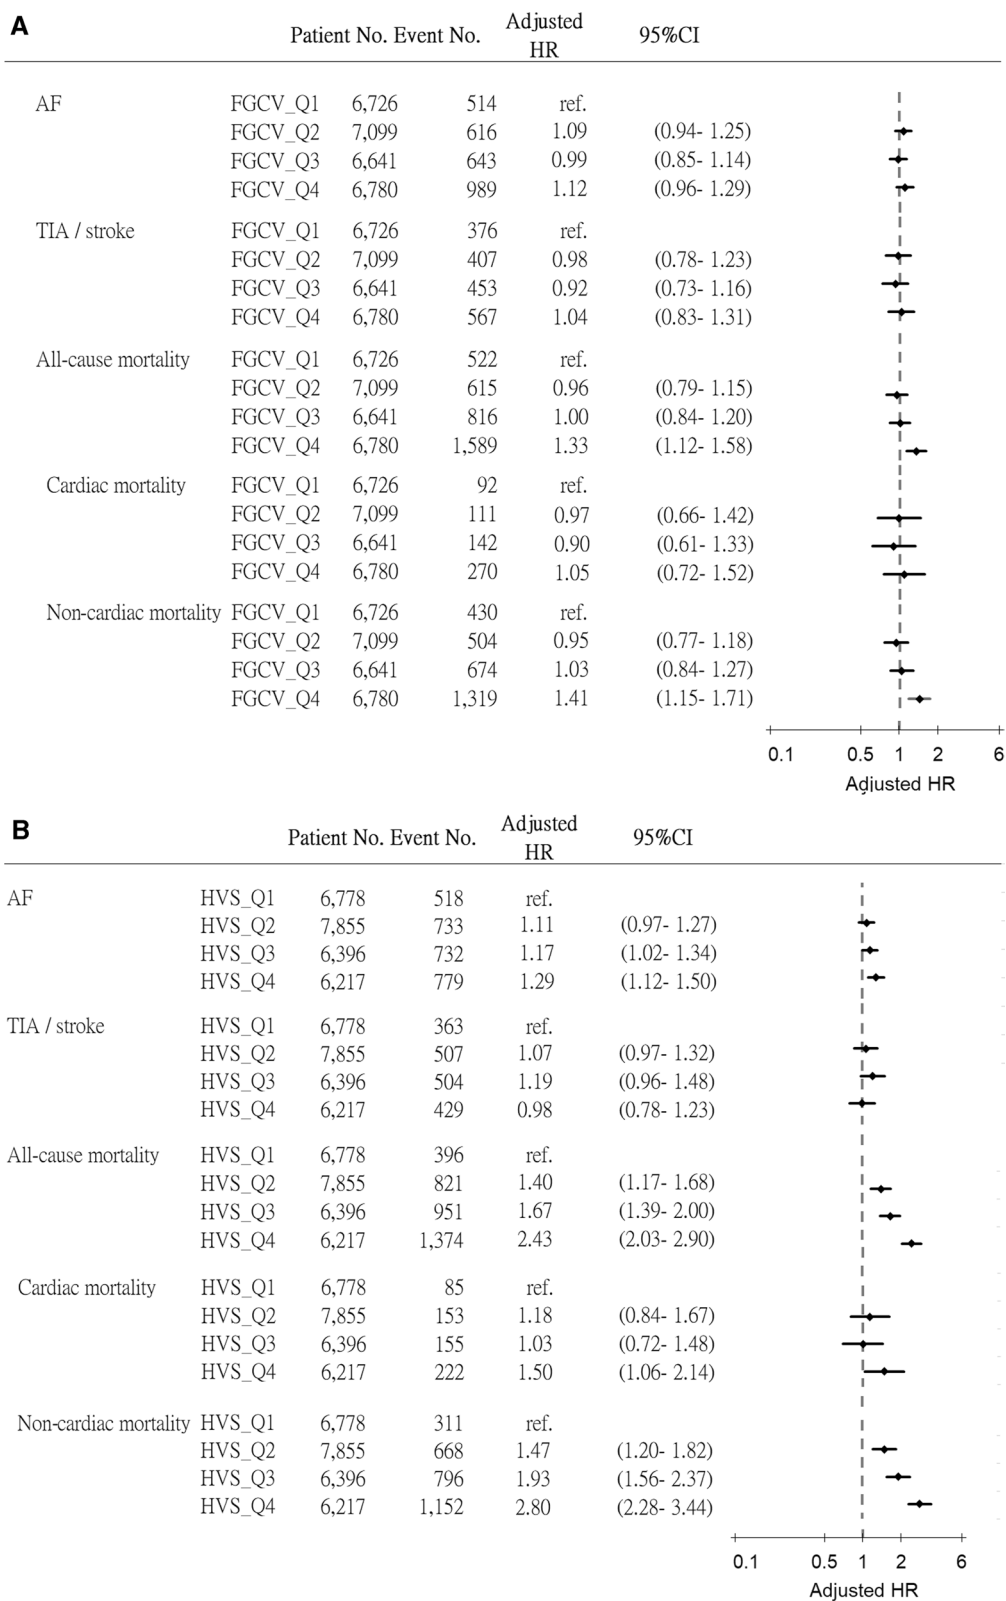 A
Patient No. Event No. Adjusted HR 95%CI
AF FGCV_Q1 6,726 514 ref.
FGCV_Q2 7,099 616 1.09 (0.94- 1.25)
FGCV_Q3 6,641 643 0.99 (0.85- 1.14)
FGCV_Q4 6,780 989 1.12 (0.96- 1.29)
TIA / stroke FGCV_Q1 6,726 376 ref.
FGCV_Q2 7,099 407 0.98 (0.78- 1.23)
FGCV_Q3 6,641 453 0.92 (0.73- 1.16)
FGCV_Q4 6,780 567 1.04 (0.83- 1.31)
All-cause mortality FGCV_Q1 6,726 522 ref.
FGCV_Q2 7,099 615 0.96 (0.79- 1.15)
FGCV_Q3 6,641 816 1.00 (0.84- 1.20)
FGCV_Q4 6,780 1,589 1.33 (1.12- 1.58)
Cardiac mortality FGCV_Q1 6,726 92 ref.
FGCV_Q2 7,099 111 0.97 (0.66- 1.42)
FGCV_Q3 6,641 142 0.90 (0.61- 1.33)
FGCV_Q4 6,780 270 1.05 (0.72- 1.52)
Non-cardiac mortality FGCV_Q1 6,726 430 ref.
FGCV_Q2 7,099 504 0.95 (0.77- 1.18)
FGCV_Q3 6,641 674 1.03 (0.84- 1.27)
FGCV_Q4 6,780 1,319 1.41 (1.15- 1.71)
0.1 0.5 1 2 6
Adjusted HR
B
Patient No. Event No. Adjusted HR 95%CI
AF HVS_Q1 6,778 518 ref.
HVS_Q2 7,855 733 1.11 (0.97- 1.27)
HVS_Q3 6,396 732 1.17 (1.02- 1.34)
HVS_Q4 6,217 779 1.29 (1.12- 1.50)
TIA / stroke HVS_Q1 6,778 363 ref.
HVS_Q2 7,855 507 1.07 (0.97- 1.32)
HVS_Q3 6,396 504 1.19 (0.96- 1.48)
HVS_Q4 6,217 429 0.98 (0.78- 1.23)
All-cause mortality HVS_Q1 6,778 396 ref.
HVS_Q2 7,855 821 1.40 (1.17- 1.68)
HVS_Q3 6,396 951 1.67 (1.39- 2.00)
HVS_Q4 6,217 1,374 2.43 (2.03- 2.90)
Cardiac mortality HVS_Q1 6,778 85 ref.
HVS_Q2 7,855 153 1.18 (0.84- 1.67)
HVS_Q3 6,396 155 1.03 (0.72- 1.48)
HVS_Q4 6,217 222 1.50 (1.06- 2.14)
Non-cardiac mortality HVS_Q1 6,778 311 ref.
HVS_Q2 7,855 668 1.47 (1.20- 1.82)
HVS_Q3 6,396 796 1.93 (1.56- 2.37)
HVS_Q4 6,217 1,152 2.80 (2.28- 3.44)
0.1 0.5 1 2 6
Adjusted HR